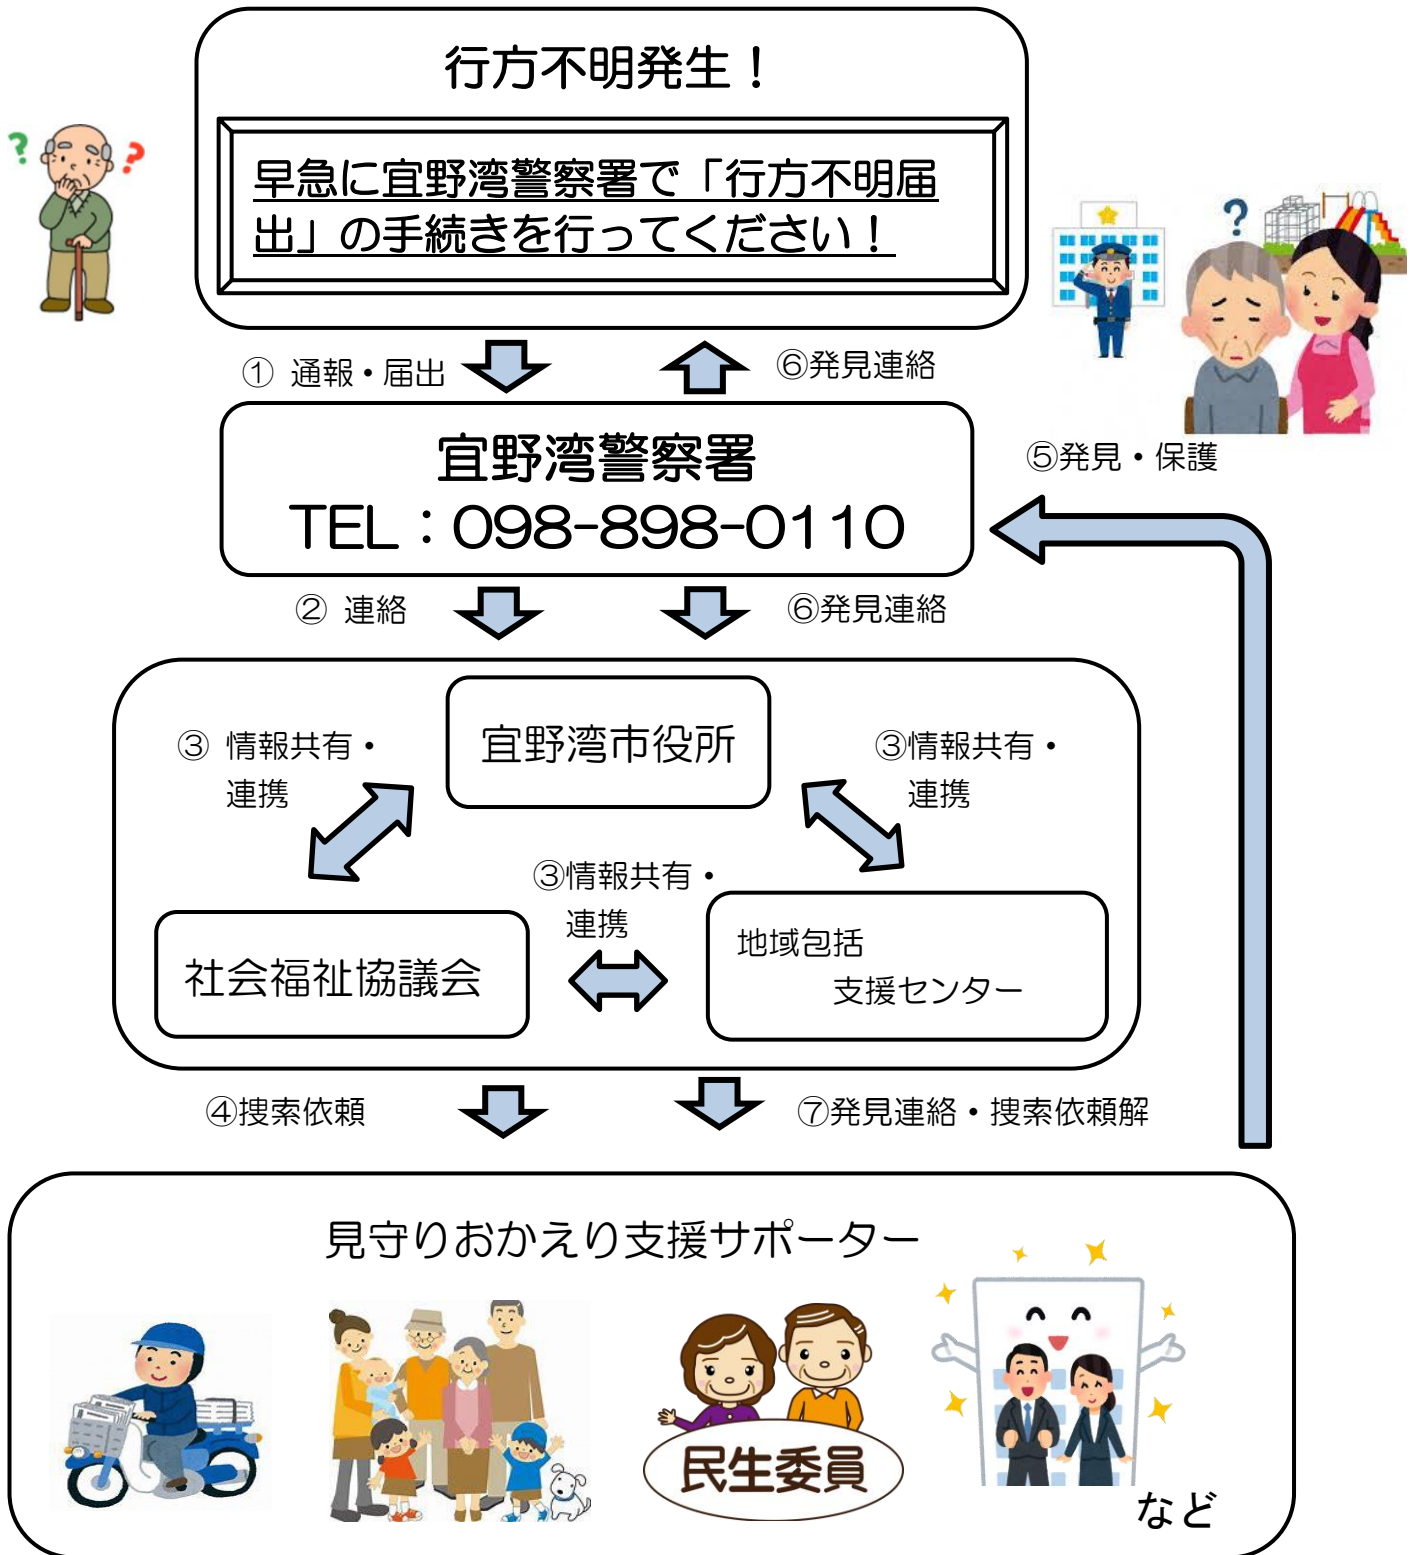 行方不明発生！
早急に宜野湾警察署で「行方不明届
出」の手続きを行ってください！
? ?
?
① 通報・届出
⑥発見連絡
宜野湾警察署
TEL：098-898-0110
⑤発見・保護
② 連絡
⑥発見連絡
宜野湾市役所
③ 情報共有・
連携
③情報共有・
連携
③情報共有・
連携
社会福祉協議会
地域包括
支援センター
④捜索依頼
⑦発見連絡・捜索依頼解
見守りおかえり支援サポーター
民生委員
など